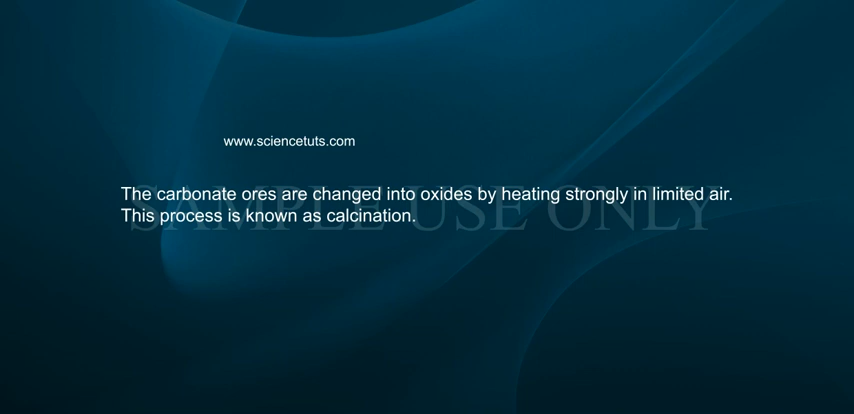 www.sciencetuts.com
The carbonate ores are changed into oxides by heating strongly in limited air.
This process is known as calcination.
SAMPLE USE ONLY